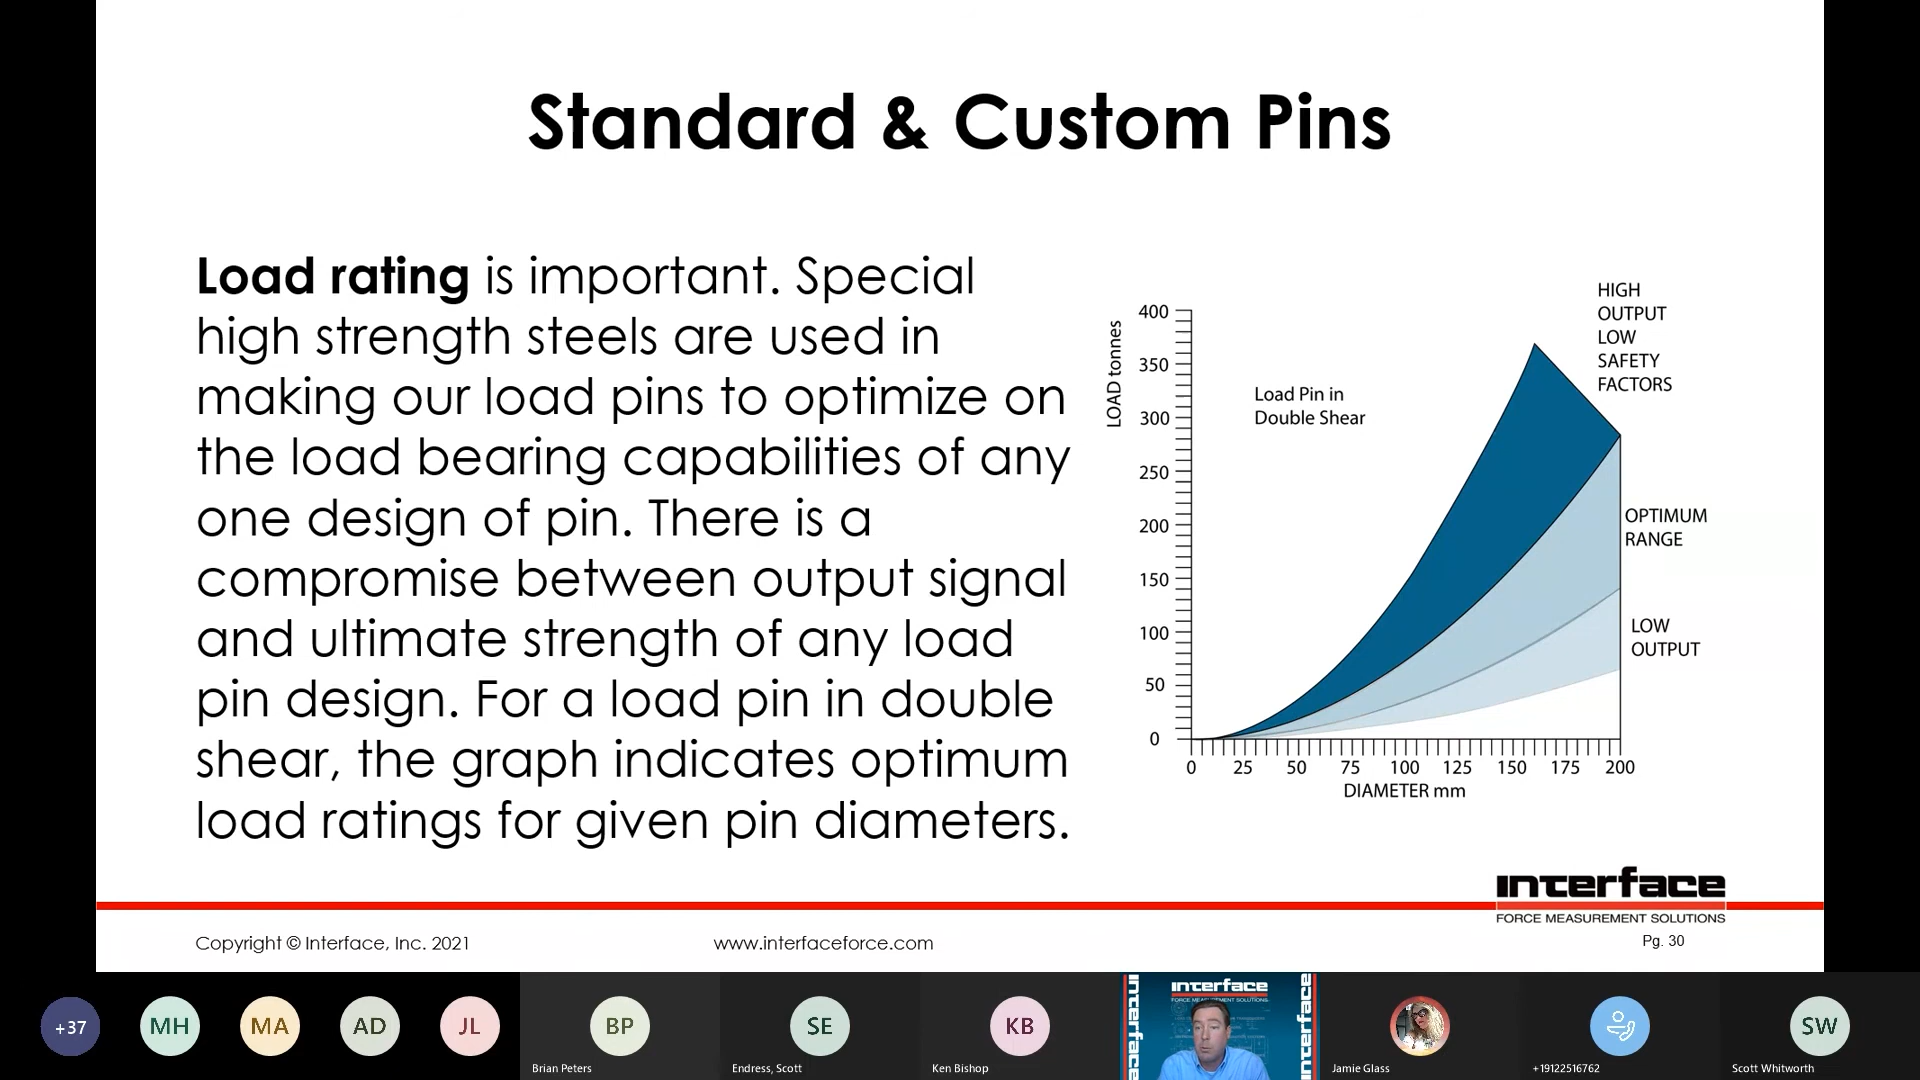 Standard & Custom Pins
Load rating is important. Special
high strength steels are used in
making our load pins to optimize on
the load bearing capabilities of any
one design of pin. There is a
compromise between output signal
and ultimate strength of any load
pin design. For a load pin in double
shear, the graph indicates optimum
load ratings for given pin diameters.
LOAD tonnes
400
350
300
250
200
150
100
50
0
Load Pin in
Double Shear
HIGH
OUTPUT
LOW
SAFETY
FACTORS
OPTIMUM
RANGE
LOW
OUTPUT
0 25 50 75 100 125 150 175 200
DIAMETER mm
interface
FORCE MEASUREMENT SOLUTIONS
Copyright © Interface, Inc. 2021
www.interfaceforce.com
Pg. 30
+37
MH
MA
AD
JL
BP
Brian Peters
SE
Endress, Scott
KB
Ken Bishop
interface
interface
FORCE MEASUREMENT SOLUTIONS
interface
Jamie Glass
+19122516762
SW
Scott Whitworth